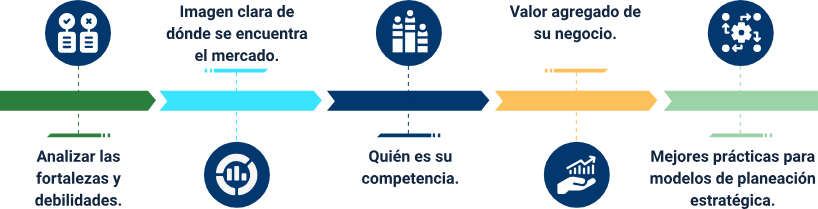 Analizar las
fortalezas y
debilidades.
Imagen clara de
dónde se encuentra
el mercado.
Quién es su
competencia.
Valor agregado de
su negocio.
Mejores prácticas para
modelos de planeación
estratégica.